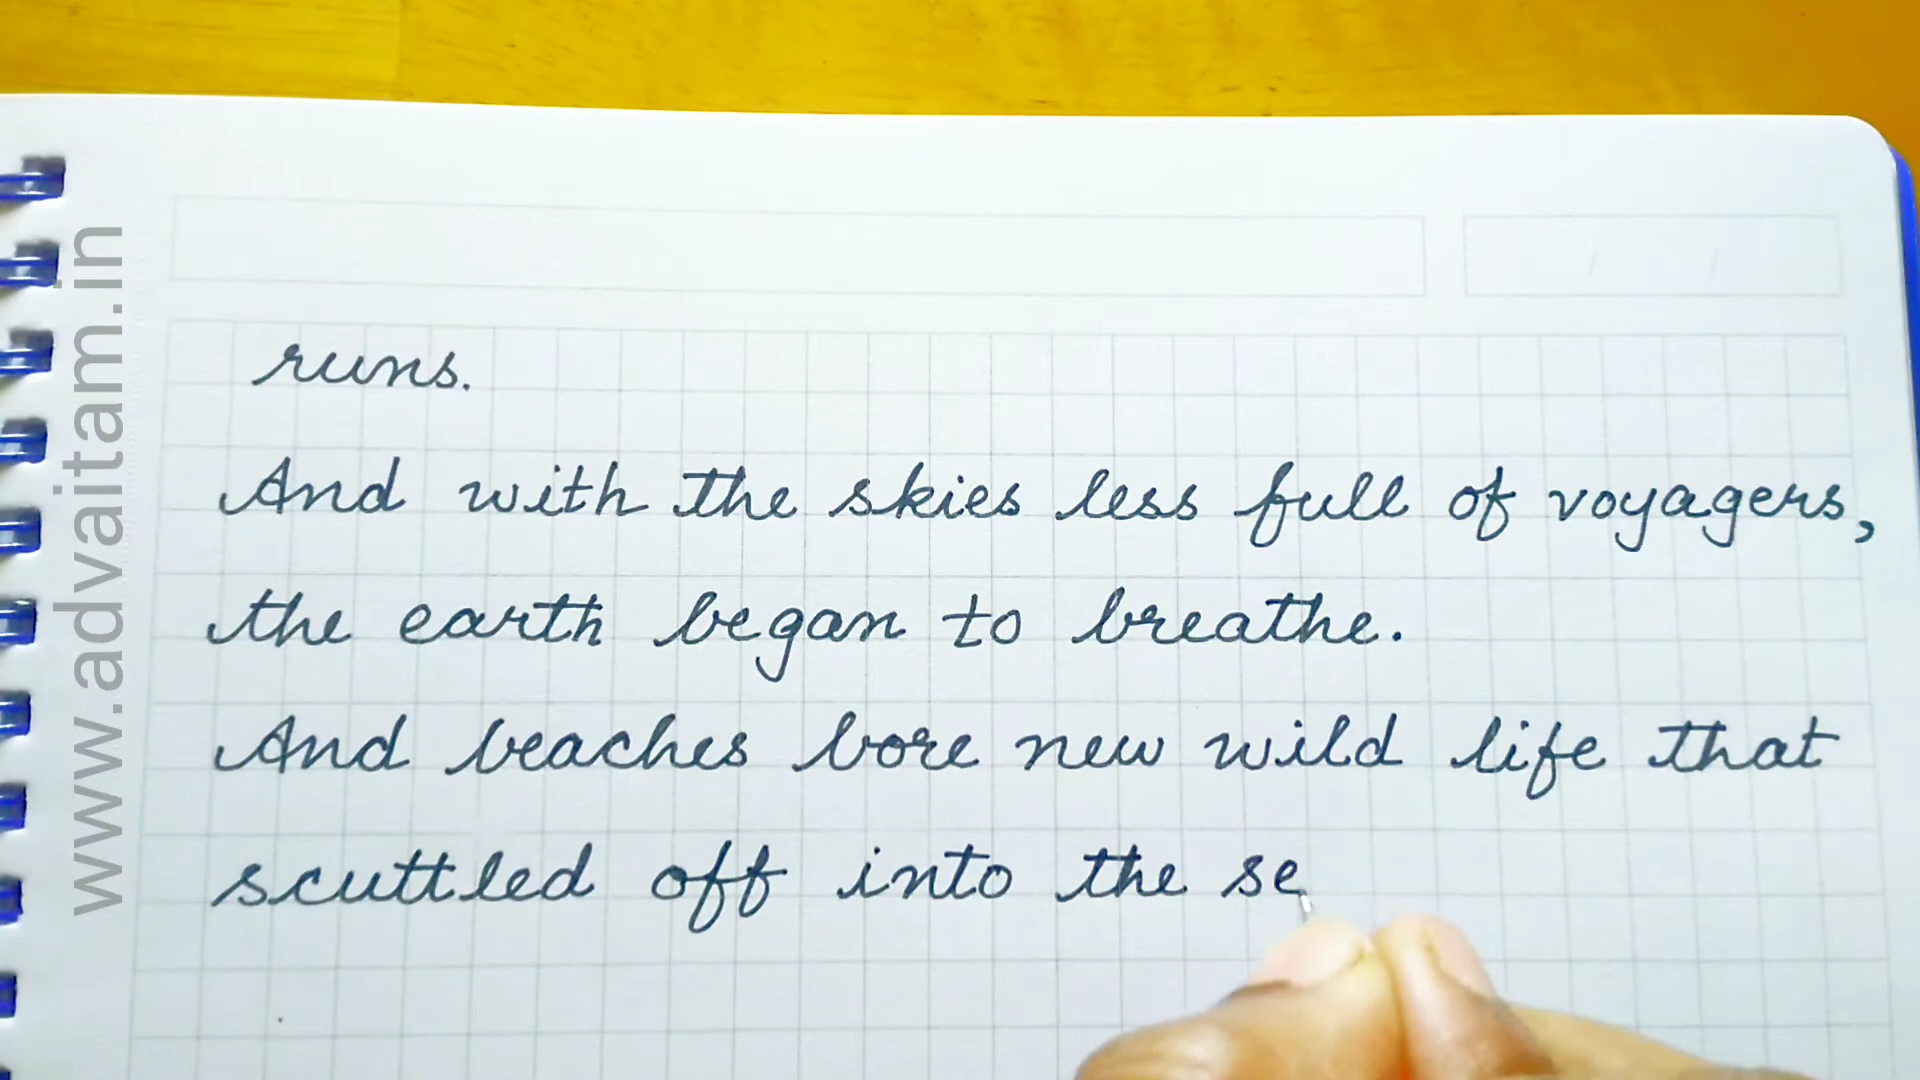 www.advaitam.in
runs.
And with the skies less full of voyagers,
the earth began to breathe.
And beaches bore new wild life that
scuttled off into the se